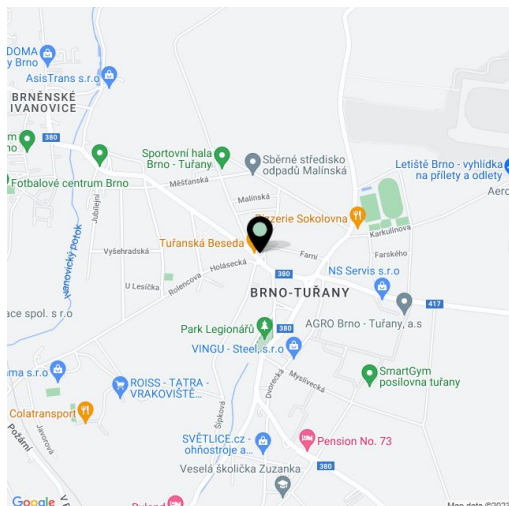 DOMA
y Brno
AsisTrans s.r.o
BRNĚNSKÉ
IVANOVICE
380
Sportovní hala
Brno - Tuřany
Sběrné středisko
odpadů Malínská
Letiště Brno - vyhlídka
na přílety a odlety
Fotbalové centrum Brno
Měšťanská
Malínská
Jubilejní
Pizzerie Sokolovna
Karkulínova
Tuřanská Beseda
Farní
Farského
Vyšehradská
Holásecká
Ivanovický potok
Rolencova
U Lesíčka
380
NS Servis s.r.o
BRNO-TUŘANY
417
ace spol. s r.o
AGRO Brno - Tuřany, a.s
Park Legionářů
380
VINGU - Steel, s.r.o
SmartGym
posilovna tuřany
ma s.r.o
ROISS - TATRA -
VRAKOVIŠTĚ...
Dvorecká
Myslivecká
Colatransport
Šípková
Javorová
Požární
SVĚTLICE.cz -
ohňostroje a...
Pension No. 73
380
Veselá školička Zuzanka
Google
Map data ©2023